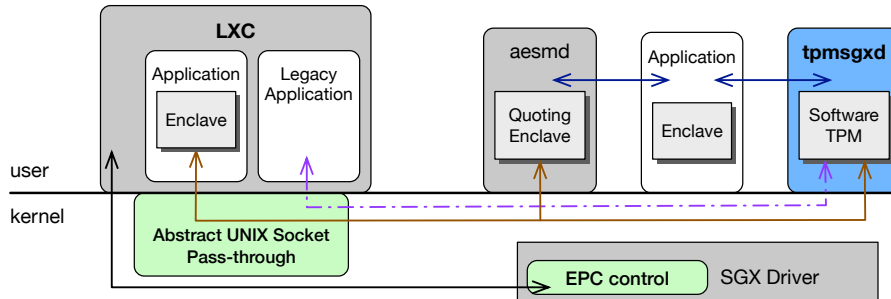 LXC
Application
Enclave
Legacy
Application
aesmd
Quoting
Enclave
Application
Enclave
tpmsgxd
Software
TPM
user
kernel
Abstract UNIX Socket
Pass-through
EPC control
SGX Driver